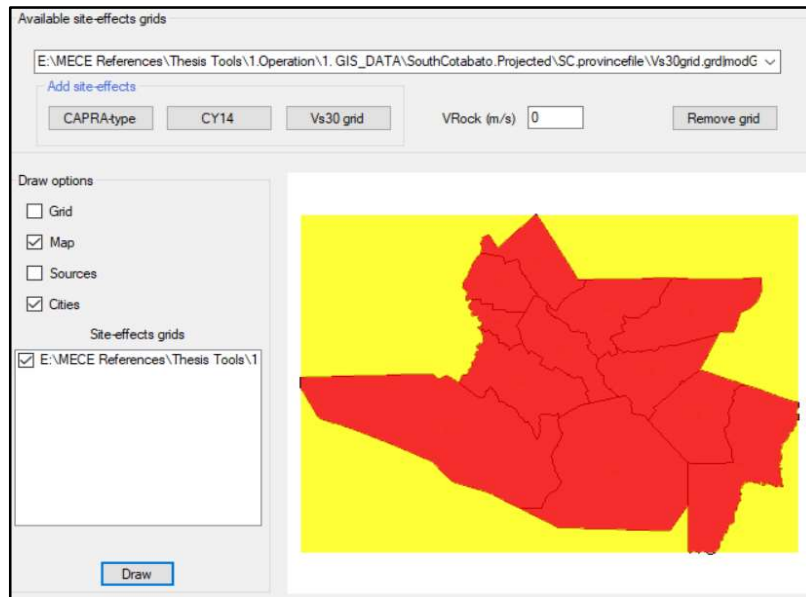 Available site-effects grids
E:\MECE References\Thesis Tools\1.Operation\1. GIS_DATA\SouthCotabato.Projected\SC.provincefile\Vs30grid.grd|modG
Add site-effects
CAPRA-type CY14 Vs30 grid VRock (m/s) 0 Remove grid
Draw options
Grid
Map
Sources
Cities
Site-effects grids
E:\MECE References\Thesis Tools\1
Draw